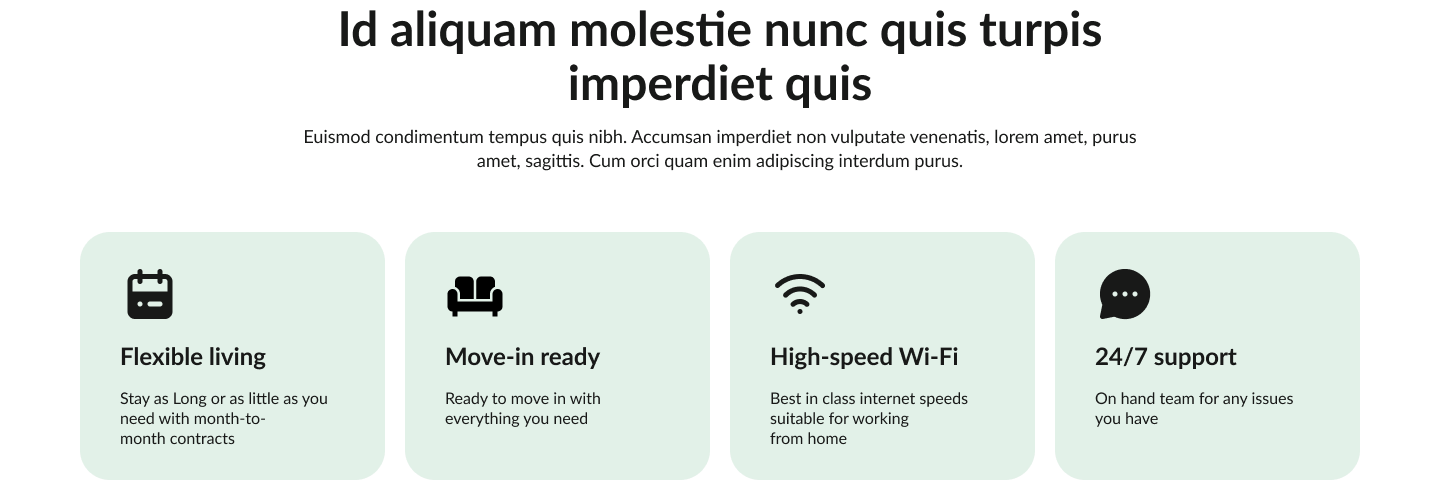 Id aliquam molestie nunc quis turpis
imperdiet quis
Euismod condimentum tempus quis nibh. Accumsan imperdiet non vulputate venenatis, lorem amet, purus
amet, sagittis. Cum orci quam enim adipiscing interdum purus.
Flexible living
Stay as Long or as little as you
need with month-to-
month contracts
Move-in ready
Ready to move in with
everything you need
High-speed Wi-Fi
Best in class internet speeds
suitable for working
from home
24/7 support
On hand team for any issues
you have